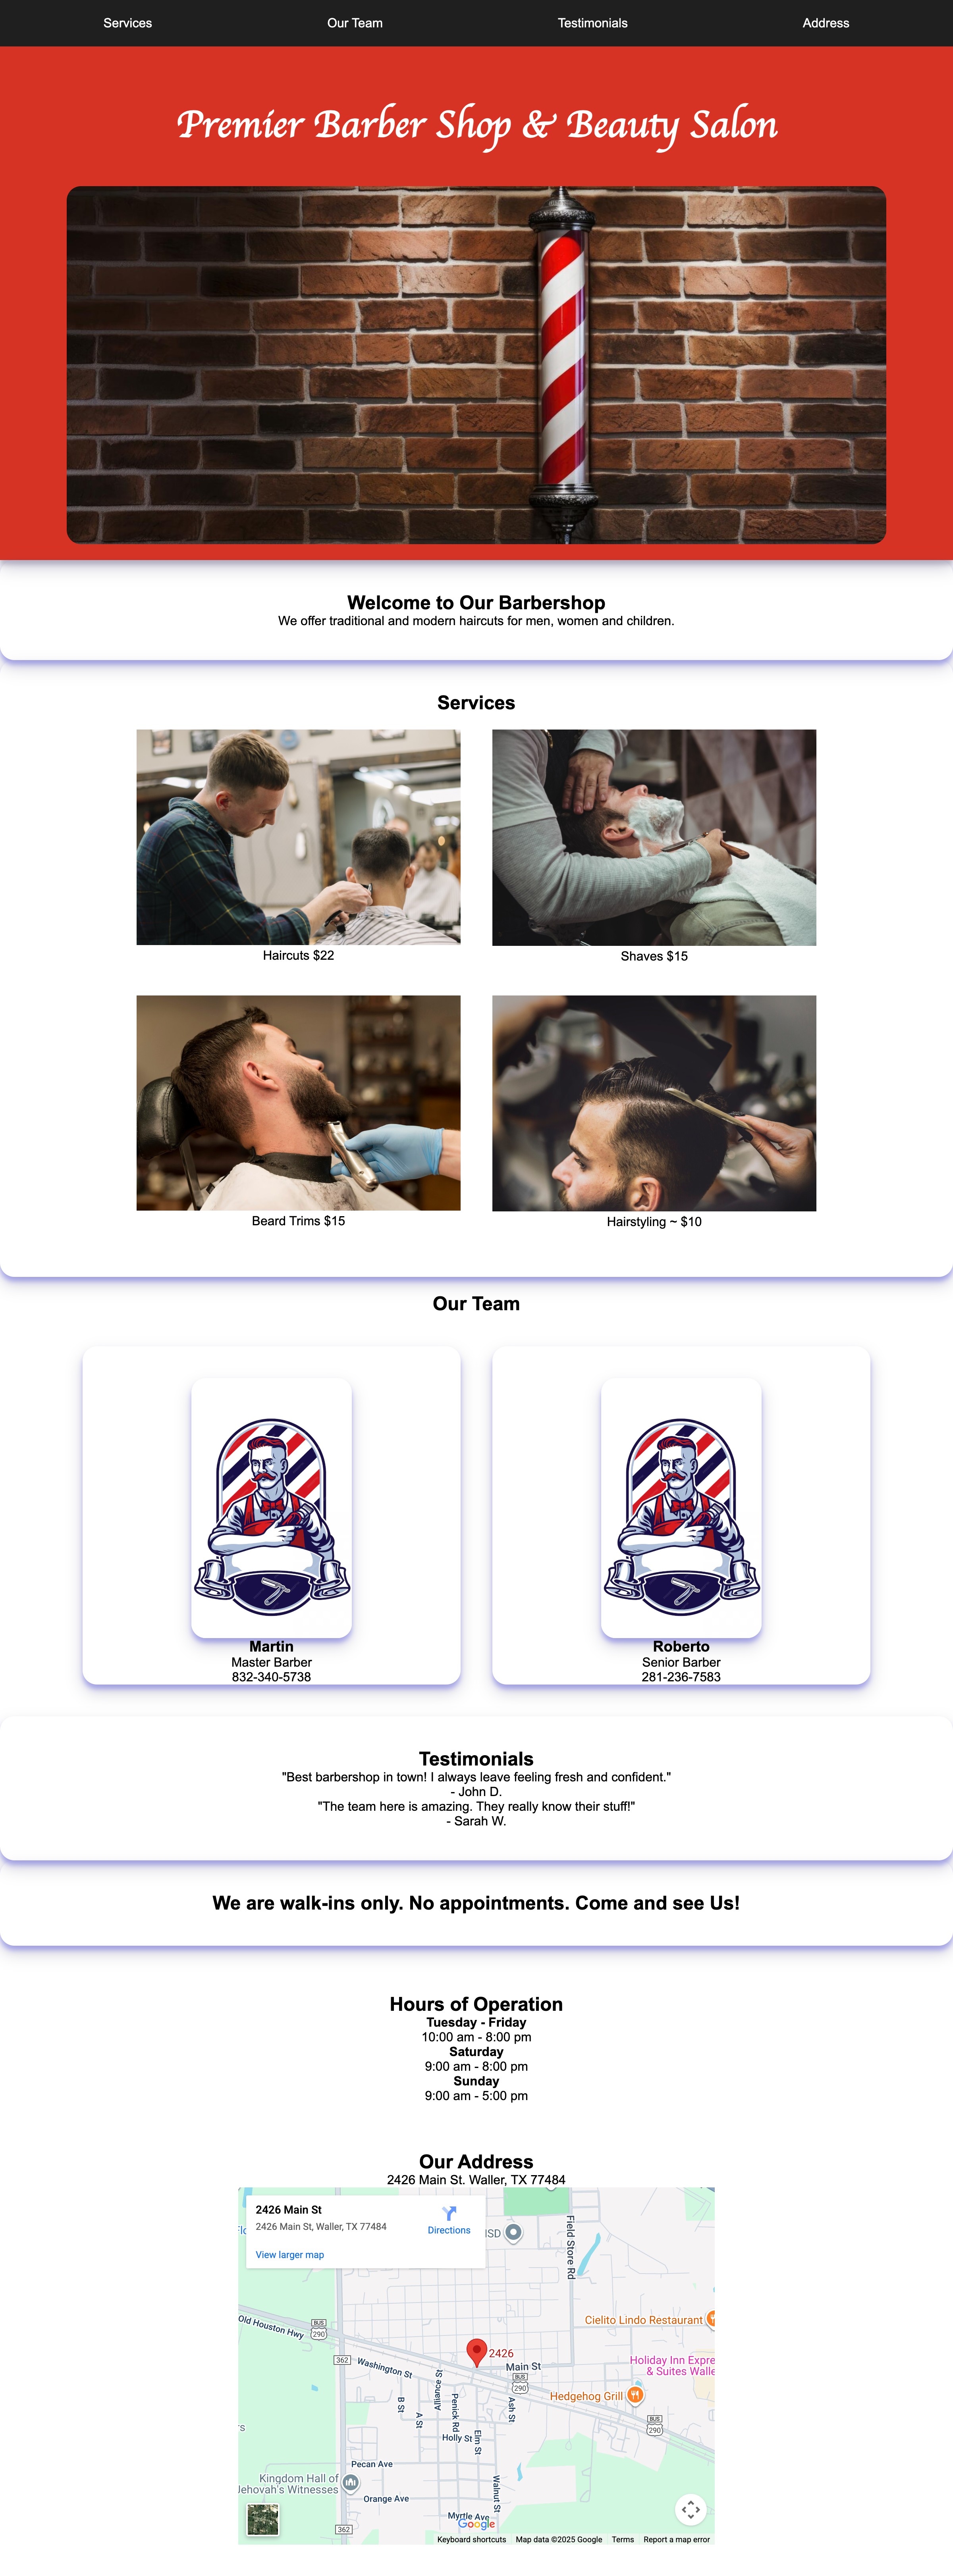 Services Our Team Testimonials Address
Premier Barber Shop & Beauty Salon
Welcome to Our Barbershop
We offer traditional and modern haircuts for men, women and children.
Services
Haircuts $22
Shaves $15
Beard Trims $15
Hairstyling ~ $10
Our Team
Martin
Master Barber
832-340-5738
Roberto
Senior Barber
281-236-7583
Testimonials
"Best barbershop in town! I always leave feeling fresh and confident."
- John D.
"The team here is amazing. They really know their stuff!"
- Sarah W.
We are walk-ins only. No appointments. Come and see Us!
Hours of Operation
Tuesday - Friday
10:00 am - 8:00 pm
Saturday
9:00 am - 8:00 pm
Sunday
9:00 am - 5:00 pm
Our Address
2426 Main St. Waller, TX 77484
2426 Main St
2426 Main St, Waller, TX 77484
Directions
View larger map
ISD
Field Store Rd
Cielito Lindo Restaurant
Old Houston Hwy
BUS
290
362
Washington St
2426
Main St
BUS
290
Holiday Inn Expre
& Suites Walle
Hedgehog Grill
BUS
290
B St
A St
Alliance St
Penick Rd
Elm St
Ash St
Holly St
Pecan Ave
Kingdom Hall of
Jehovah's Witnesses
Orange Ave
Walnut St
Myrtle Ave
362
Google
Keyboard shortcuts Map data ©2025 Google Terms Report a map error